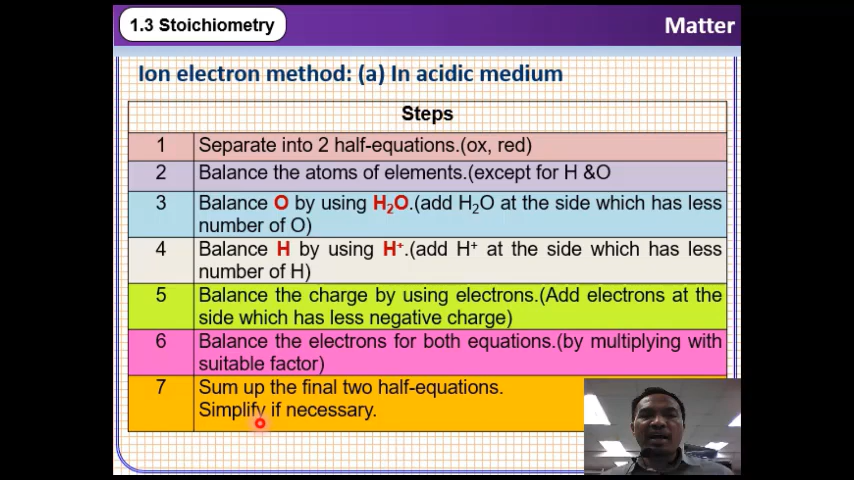 1.3 Stoichiometry
Matter
Ion electron method: (a) In acidic medium
Steps
1 Separate into 2 half-equations.(ox, red)
2 Balance the atoms of elements.(except for H &O
3 Balance O by using H₂O.(add H₂O at the side which has less
number of O)
4 Balance H by using H⁺.(add H⁺ at the side which has less
number of H)
5 Balance the charge by using electrons.(Add electrons at the
side which has less negative charge)
6 Balance the electrons for both equations.(by multiplying with
suitable factor)
7 Sum up the final two half-equations.
Simplify if necessary.